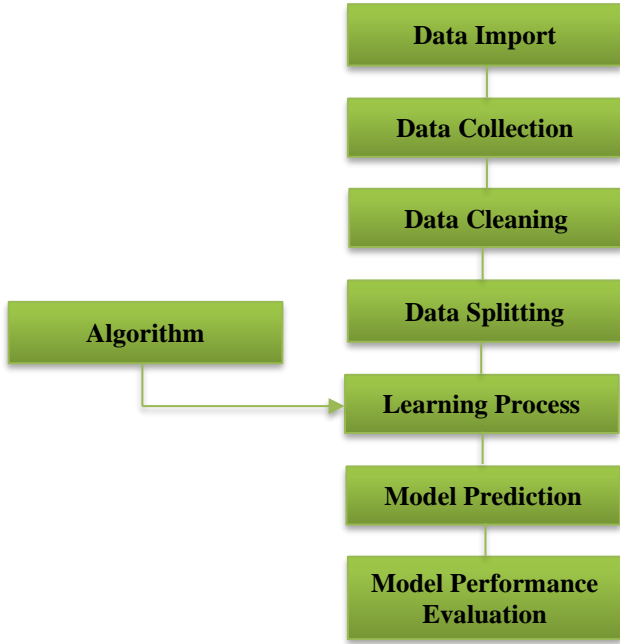 Data Import
Data Collection
Data Cleaning
Data Splitting
Algorithm
Learning Process
Model Prediction
Model Performance
Evaluation